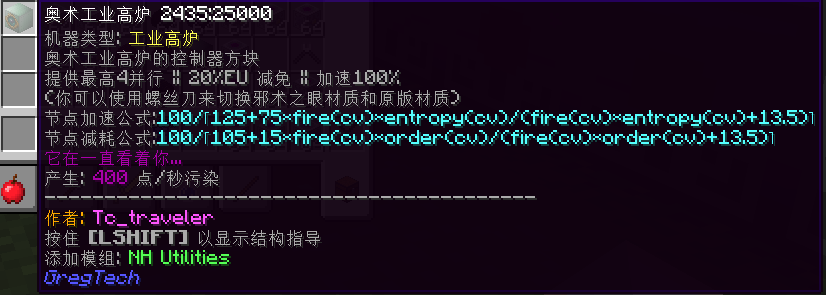 奥术工业高炉 2435:25000
机器类型: 工业高炉
奥术工业高炉的控制器方块
提供最高4并行 ¦ 20%EU 减免 ¦ 加速100%
(你可以使用螺丝刀来切换邪术之眼材质和原版材质)
节点加速公式:100/⌈125+75×fire(cv)×entropy(cv)/(fire(cv)×entropy(cv)+13.5)⌉
节点减耗公式:100/⌈105+15×fire(cv)×order(cv)/(fire(cv)×order(cv)+13.5)⌉
它在一直看着你...
产生: 400 点/秒污染
-----------------------------------------
作者: Tc_traveler
按住 [LSHIFT] 以显示结构指导
添加模组: NH Utilities
GregTech